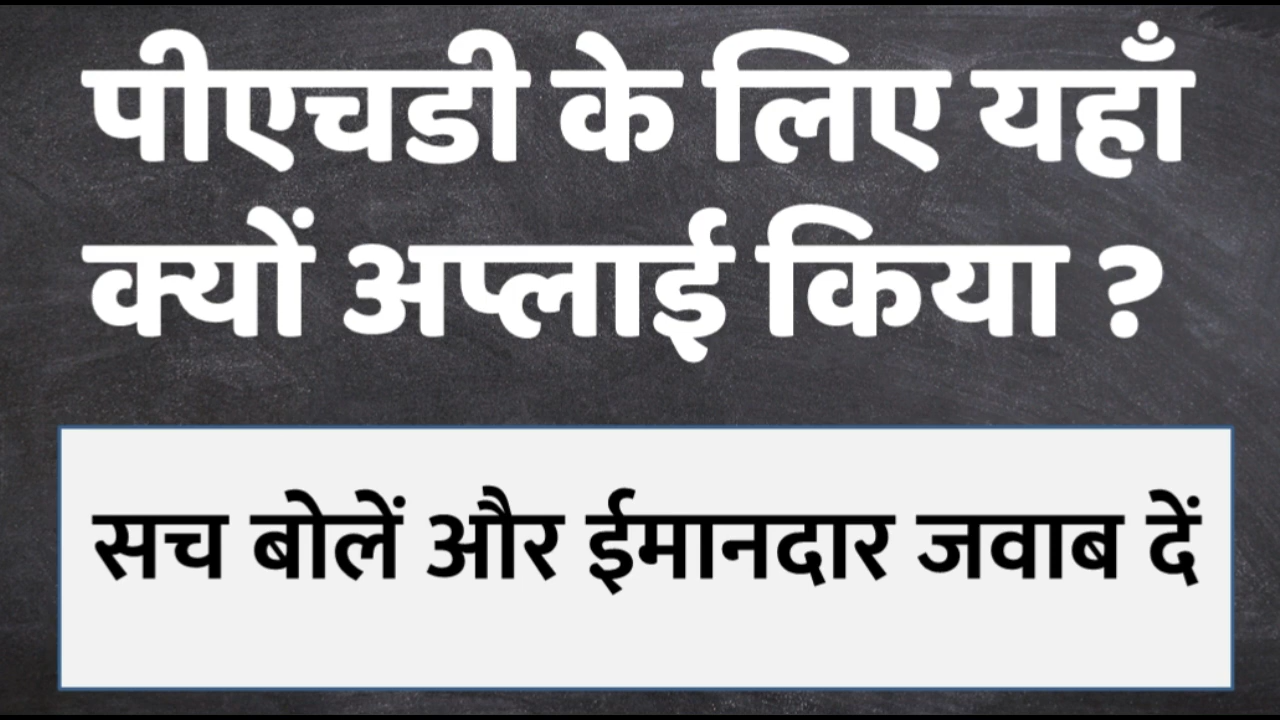 पीएचडी के लिए यहाँ
क्यों अप्लाई किया ?
सच बोलें और ईमानदार जवाब दें